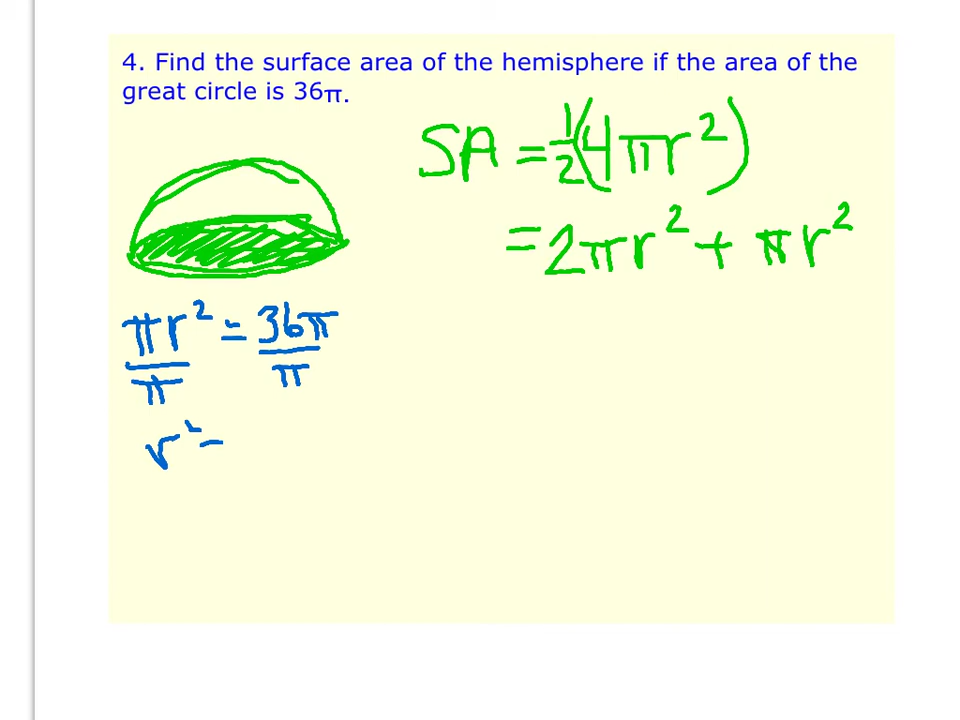 4. Find the surface area of the hemisphere if the area of the
great circle is 36π.
SA = 1/2(4πr²)
= 2πr² + πr²
πr²/π = 36π/π
r² =